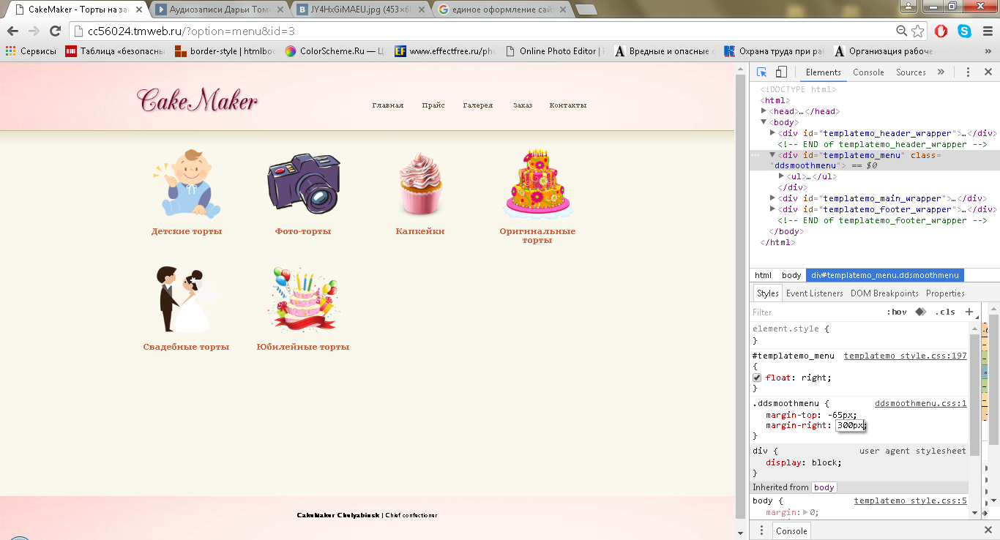 CakeMaker - Торты на за
Аудиозаписи Дарьи Том
JY4HxGiMAEU.jpg (453×6
единое оформление сай
cc56024.tmweb.ru/?option=menu&id=3
Сервисы
Таблица «безопасны
border-style | htmlboo
ColorScheme.Ru — Ц
www.effectfree.ru/ph
Online Photo Editor |
Вредные и опасные
Охрана труда при ра
Организация рабоче
»
CakeMaker
Главная Прайс Галерея Заказ Контакты
Детские торты
Фото-торты
Капкейки
Оригинальные
торты
Свадебные торты
Юбилейные торты
CakeMaker Chelyabinsk | Chief confectioner
Elements Console Sources »
<!DOCTYPE html>
<html>
<head>…</head>
<body>
<div id="templatemo_header_wrapper">…</div>
<!-- END of templatemo_header_wrapper -->
<div id="templatemo_menu" class=
"ddsmoothmenu"> == $0
<ul>…</ul>
</div>
<div id="templatemo_main_wrapper">…</div>
<div id="templatemo_footer_wrapper">…</div>
<!-- END of templatemo_footer_wrapper -->
</body>
</html>
html body div#templatemo_menu.ddsmoothmenu
Styles Event Listeners DOM Breakpoints Properties
Filter :hov .cls +
element.style {
}
#templatemo_menu templatemo_style.css:197
{
float: right;
}
.ddsmoothmenu { ddsmoothmenu.css:1
margin-top: -65px;
margin-right: 300px;
}
div { user agent stylesheet
display: block;
}
Inherited from body
body { templatemo_style.css:5
margin: 0;
Console